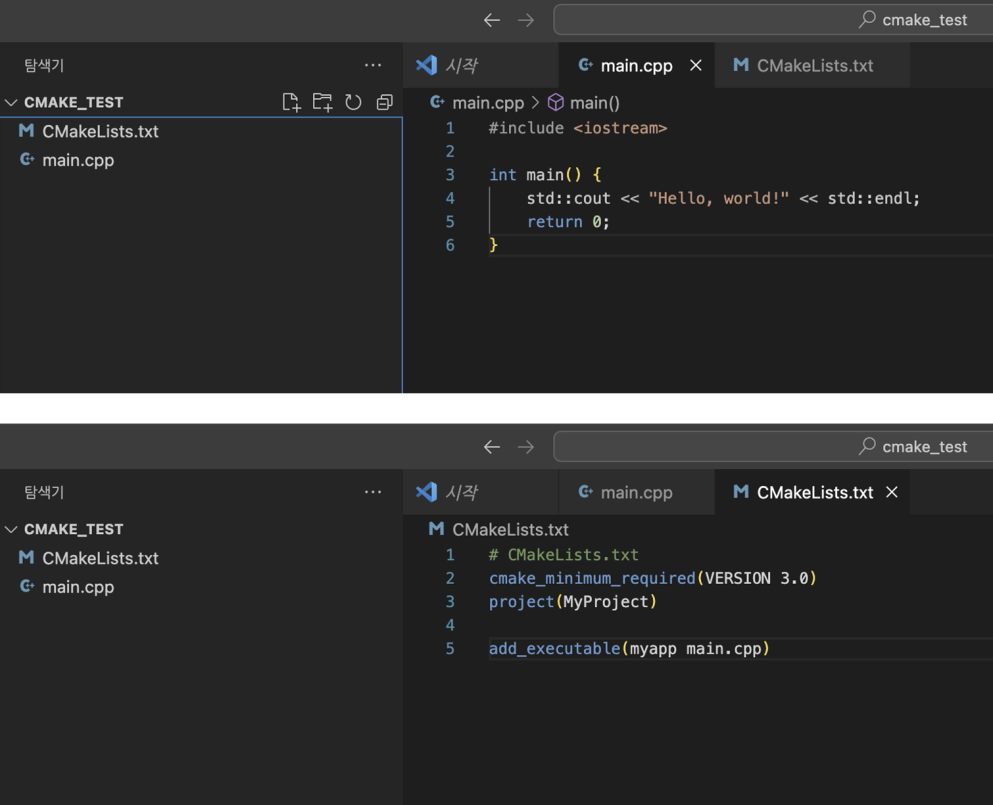 cmake_test
탐색기 ...
시작 main.cpp CMakeLists.txt
CMAKE_TEST
main.cpp > main()
CMakeLists.txt
main.cpp
1 #include <iostream>
2
3 int main() {
4 std::cout << "Hello, world!" << std::endl;
5 return 0;
6 }
cmake_test
탐색기 ...
시작 main.cpp CMakeLists.txt
CMAKE_TEST
CMakeLists.txt
CMakeLists.txt
main.cpp
1 # CMakeLists.txt
2 cmake_minimum_required(VERSION 3.0)
3 project(MyProject)
4
5 add_executable(myapp main.cpp)